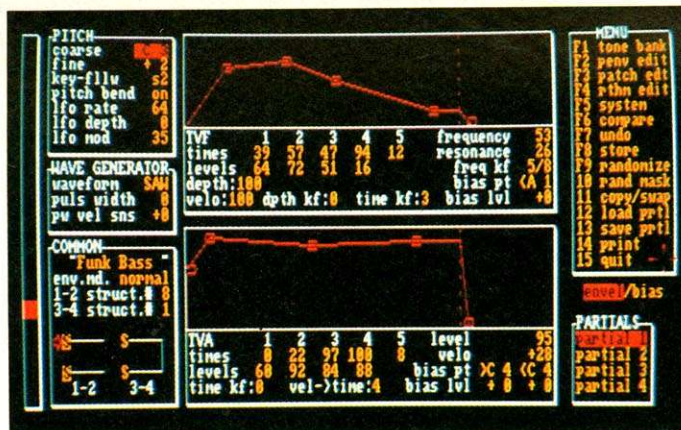 PITCH
coarse C 3
fine + 2
key-fllw s2
pitch bend on
lfo rate 64
lfo depth 0
lfo mod 35
WAVE GENERATOR
waveform SAW
puls width 0
pw vel sns +0
COMMON
"Funk Bass "
env.md. normal
1-2 struct.# 8
3-4 struct.# 1
S S
S S
1-2 3-4
TVF 1 2 3 4 5 frequency 53
times 39 57 47 94 12 resonance 26
levels 64 72 51 16 freq kf 5/8
depth:100 bias pt <A 1
velo:100 dpth kf:0 time kf:3 bias lvl +0
TVA 1 2 3 4 5 level 95
times 0 22 97 100 8 velo +28
levels 60 92 84 88 bias pt >C 4 <C 4
time kf:0 vel->time:4 bias lvl + 0 + 0
MENU
F1 tone bank
F2 penv edit
F3 patch edt
F4 rthm edit
F5 system
F6 compare
F7 undo
F8 store
F9 randomize
10 rand mask
11 copy/swap
12 load prtl
13 save prtl
14 print
15 quit
envel/bias
PARTIALS
partial 1
partial 2
partial 3
partial 4